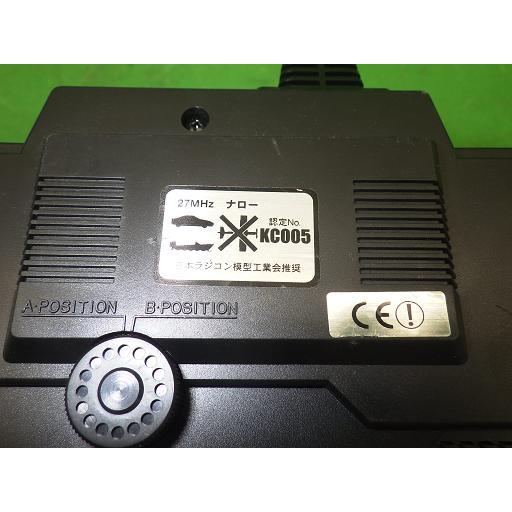 27MHz ナロー
認定No.
KC005
日本ラジコン模型工業会推奨
A・POSITION
B・POSITION
CE